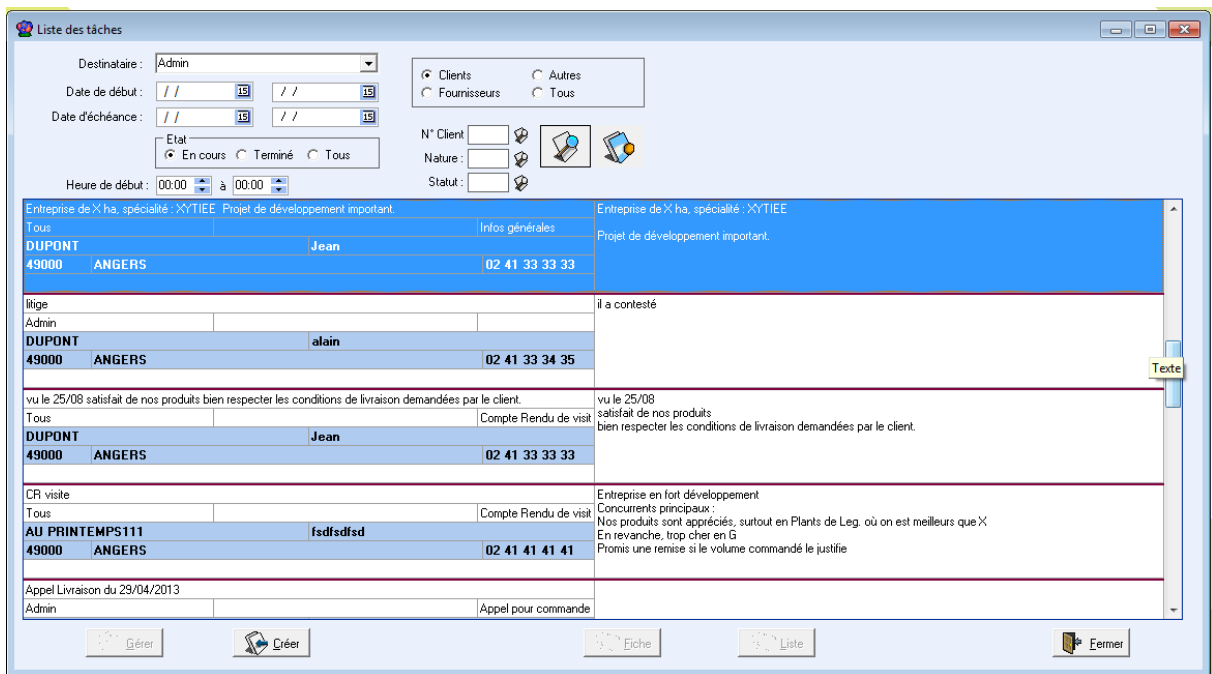 Liste des tâches
Destinataire : Admin
Clients Autres
Fournisseurs Tous
Date de début : / / 15 / / 15
Date d'échéance : / / 15 / / 15
Etat
En cours Terminé Tous
N° Client
Nature :
Statut :
Heure de début : 00:00 à 00:00
Entreprise de X ha, spécialité : XYTIEE Projet de développement important.
Tous Infos générales
DUPONT Jean
49000 ANGERS 02 41 33 33 33
Entreprise de X ha, spécialité : XYTIEE
Projet de développement important.
litige
Admin
DUPONT alain
49000 ANGERS 02 41 33 34 35
il a contesté
Texte
vu le 25/08 satisfait de nos produits bien respecter les conditions de livraison demandées par le client.
Tous Compte Rendu de visit
DUPONT Jean
49000 ANGERS 02 41 33 33 33
vu le 25/08
satisfait de nos produits
bien respecter les conditions de livraison demandées par le client.
CR visite
Tous Compte Rendu de visit
AU PRINTEMPS111 fsdfsdfsd
49000 ANGERS 02 41 41 41 41
Entreprise en fort développement
Concurrents principaux :
Nos produits sont appréciés, surtout en Plants de Leg. où on est meilleurs que X
En revanche, trop cher en G
Promis une remise si le volume commandé le justifie
Appel Livraison du 29/04/2013
Admin Appel pour commande
Gérer Créer Fiche Liste Fermer